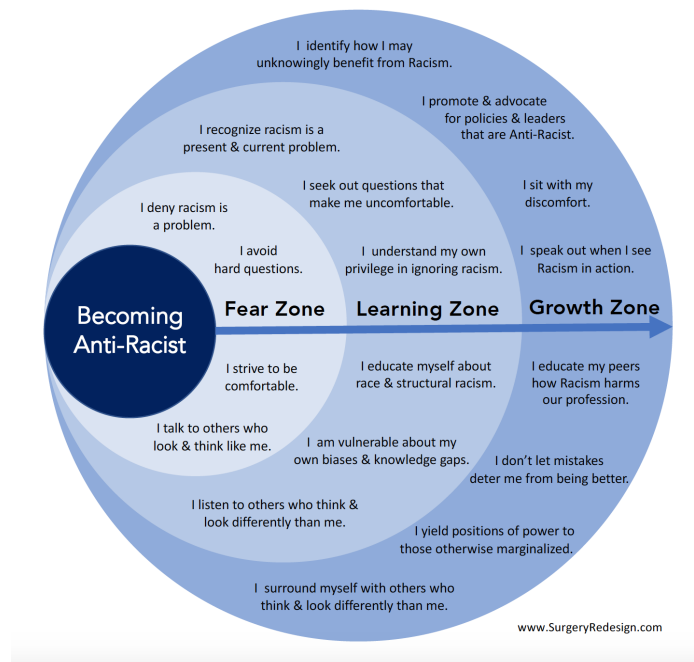 I identify how I may
unknowingly benefit from Racism.
I promote & advocate
for policies & leaders
that are Anti-Racist.
I recognize racism is a
present & current problem.
I seek out questions that
make me uncomfortable.
I sit with my
discomfort.
I deny racism is
a problem.
I avoid
hard questions.
I understand my own
privilege in ignoring racism.
I speak out when I see
Racism in action.
Becoming
Anti-Racist
Fear Zone
Learning Zone
Growth Zone
I strive to be
comfortable.
I educate myself about
race & structural racism.
I educate my peers
how Racism harms
our profession.
I talk to others who
look & think like me.
I am vulnerable about my
own biases & knowledge gaps.
I don’t let mistakes
deter me from being better.
I listen to others who think &
look differently than me.
I yield positions of power to
those otherwise marginalized.
I surround myself with others who
think & look differently than me.
www.SurgeryRedesign.com